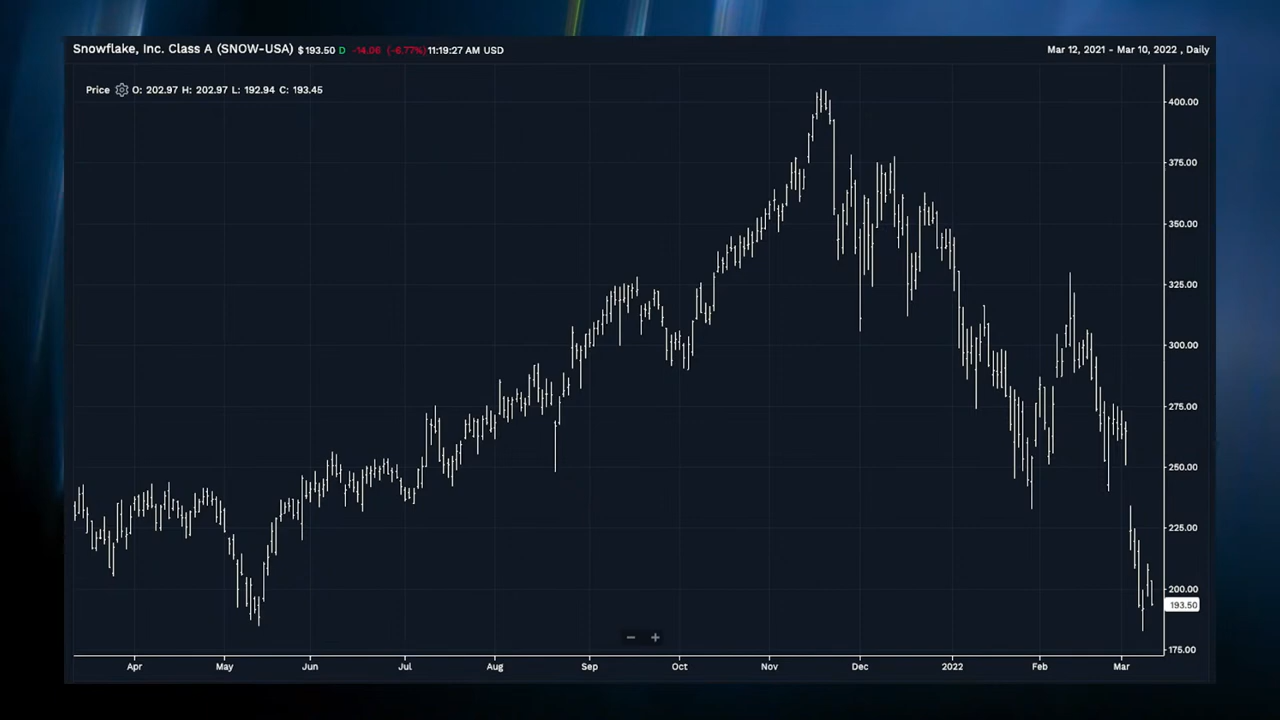 Snowflake, Inc. Class A (SNOW-USA) $193.50 D -14.06 (-6.77%) 11:19:27 AM USD
Mar 12, 2021 - Mar 10, 2022 , Daily
Price O: 202.97 H: 202.97 L: 192.94 C: 193.45
400.00
375.00
350.00
325.00
300.00
275.00
250.00
225.00
200.00
193.50
175.00
Apr May Jun Jul Aug Sep Oct Nov Dec 2022 Feb Mar